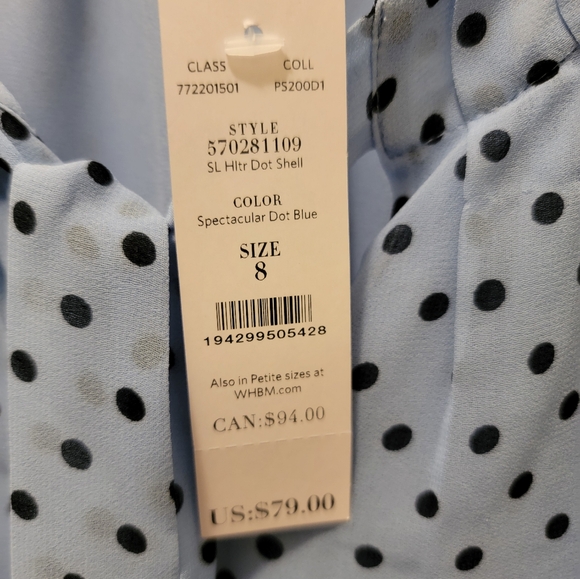 CLASS COLL
772201501 PS200D1
STYLE
570281109
SL Hltr Dot Shell
COLOR
Spectacular Dot Blue
SIZE
8
194299505428
Also in Petite sizes at
WHBM.com
CAN:$94.00
US:$79.00